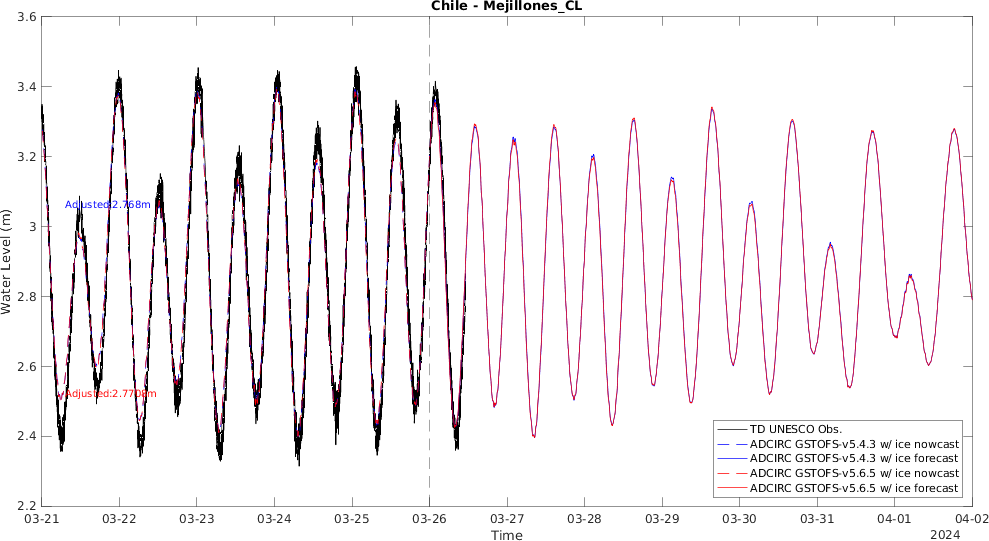 Chile - Mejillones_CL
3.6
3.4
3.2
3
2.8
2.6
2.4
2.2
Water Level (m)
Adjusted:2.768m
Adjusted:2.7706m
TD UNESCO Obs.
ADCIRC GSTOFS-v5.4.3 w/ ice nowcast
ADCIRC GSTOFS-v5.4.3 w/ ice forecast
ADCIRC GSTOFS-v5.6.5 w/ ice nowcast
ADCIRC GSTOFS-v5.6.5 w/ ice forecast
03-21 03-22 03-23 03-24 03-25 03-26 03-27 03-28 03-29 03-30 03-31 04-01 04-02
Time
2024